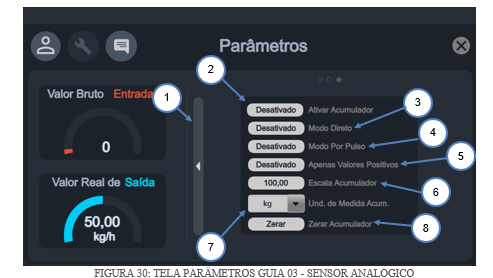 Parâmetros
Valor Bruto Entrada
0
Valor Real de Saída
50,00
kg/h
1
2
Desativado Ativar Acumulador
3
Desativado Modo Direto
4
Desativado Modo Por Pulso
5
Desativado Apenas Valores Positivos
6
100,00 Escala Acumulador
7
kg Und. de Medida Acum.
8
Zerar Zerar Acumulador
FIGURA 30: TELA PARÂMETROS GUIA 03 - SENSOR ANALÓGICO